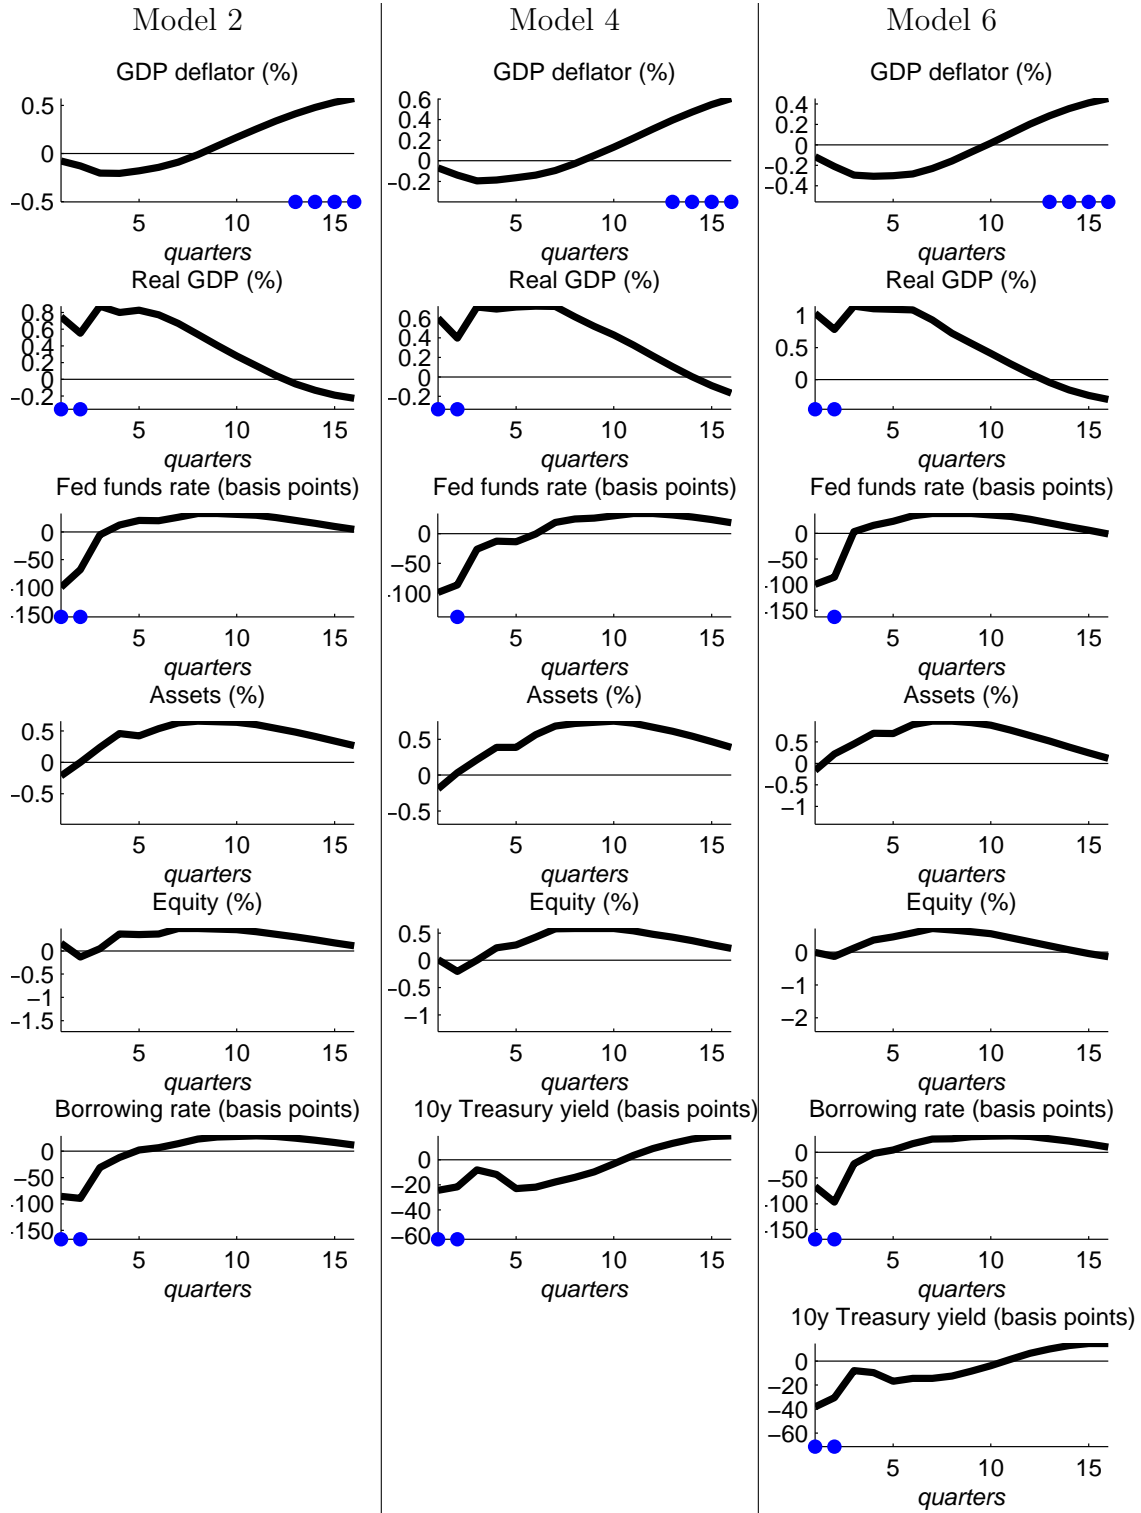 Model 2
GDP deflator (%)
0.5
0
−0.5
5 10 15
quarters
Real GDP (%)
0.8
0.6
0.4
0.2
0
−0.2
5 10 15
quarters
Fed funds rate (basis points)
0
−50
-100
-150
5 10 15
quarters
Assets (%)
0.5
0
−0.5
5 10 15
quarters
Equity (%)
0
−0.5
−1
−1.5
5 10 15
quarters
Borrowing rate (basis points)
0
−50
-100
-150
5 10 15
quarters
Model 4
GDP deflator (%)
0.6
0.4
0.2
0
−0.2
5 10 15
quarters
Real GDP (%)
0.6
0.4
0.2
0
−0.2
5 10 15
quarters
Fed funds rate (basis points)
0
−50
-100
5 10 15
quarters
Assets (%)
0.5
0
−0.5
5 10 15
quarters
Equity (%)
0.5
0
−0.5
−1
5 10 15
quarters
10y Treasury yield (basis points)
0
−20
−40
−60
5 10 15
quarters
Model 6
GDP deflator (%)
0.4
0.2
0
−0.2
−0.4
5 10 15
quarters
Real GDP (%)
1
0.5
0
5 10 15
quarters
Fed funds rate (basis points)
0
−50
-100
-150
5 10 15
quarters
Assets (%)
0.5
0
−0.5
−1
5 10 15
quarters
Equity (%)
0
−1
−2
5 10 15
quarters
Borrowing rate (basis points)
0
−50
-100
-150
5 10 15
quarters
10y Treasury yield (basis points)
0
−20
−40
−60
5 10 15
quarters